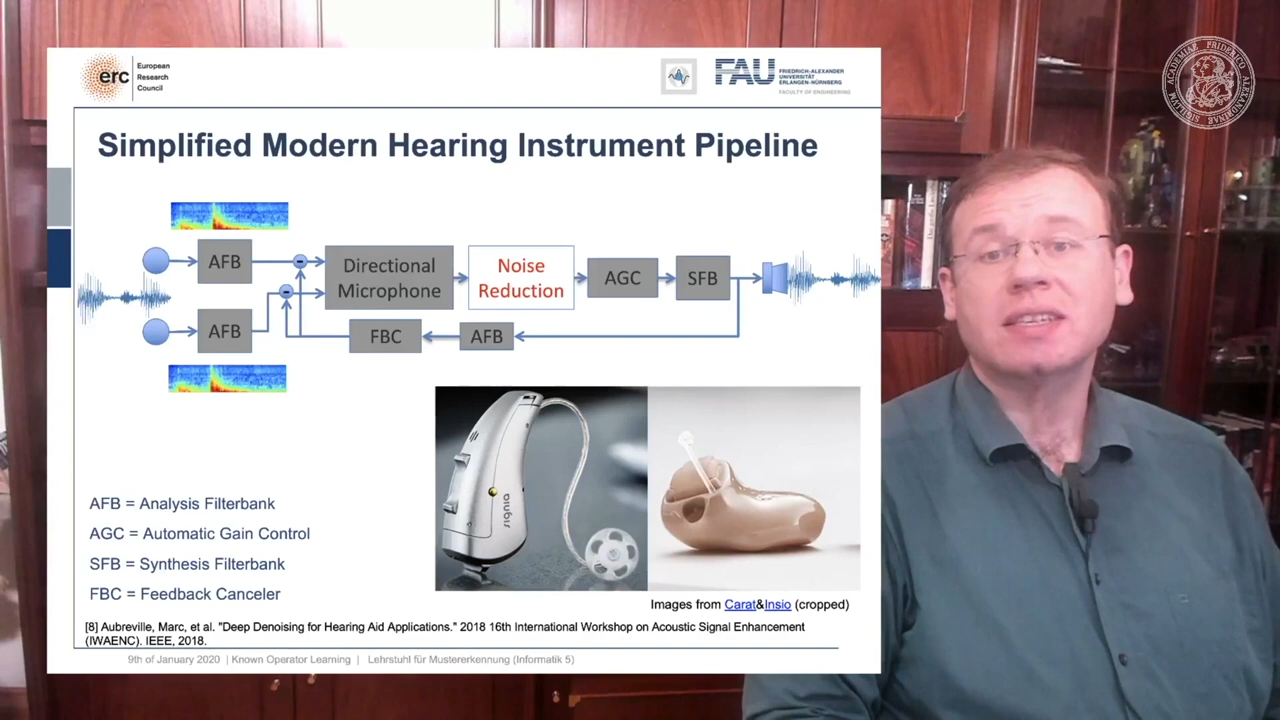 erc
European
Research
Council
FAU
FRIEDRICH-ALEXANDER
UNIVERSITÄT
ERLANGEN-NÜRNBERG
FACULTY OF ENGINEERING
ACADEMIAE FRIDERICO ALEXANDRINAE SIGILLVM
Simplified Modern Hearing Instrument Pipeline
AFB
Directional
Microphone
Noise
Reduction
AGC
SFB
AFB
FBC
AFB
signia
AFB = Analysis Filterbank
AGC = Automatic Gain Control
SFB = Synthesis Filterbank
FBC = Feedback Canceler
Images from Carat&Insio (cropped)
[8] Aubreville, Marc, et al. "Deep Denoising for Hearing Aid Applications." 2018 16th International Workshop on Acoustic Signal Enhancement
(IWAENC). IEEE, 2018.
9th of January 2020 | Known Operator Learning | Lehrstuhl für Mustererkennung (Informatik 5)